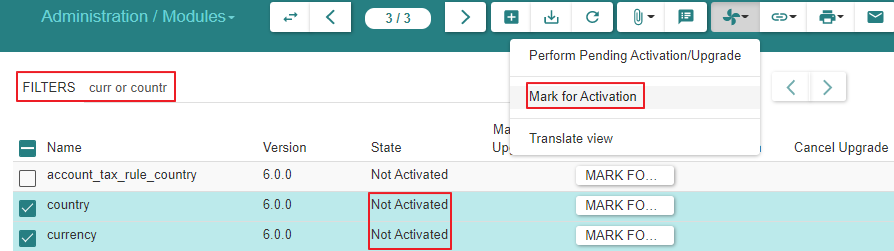 Administration / Modules
3 / 3
Perform Pending Activation/Upgrade
FILTERS curr or countr
Mark for Activation
Translate view
Name Version State Upg Cancel Upgrade
account_tax_rule_country 6.0.0 Not Activated MARK FO...
country 6.0.0 Not Activated MARK FO...
currency 6.0.0 Not Activated MARK FO...